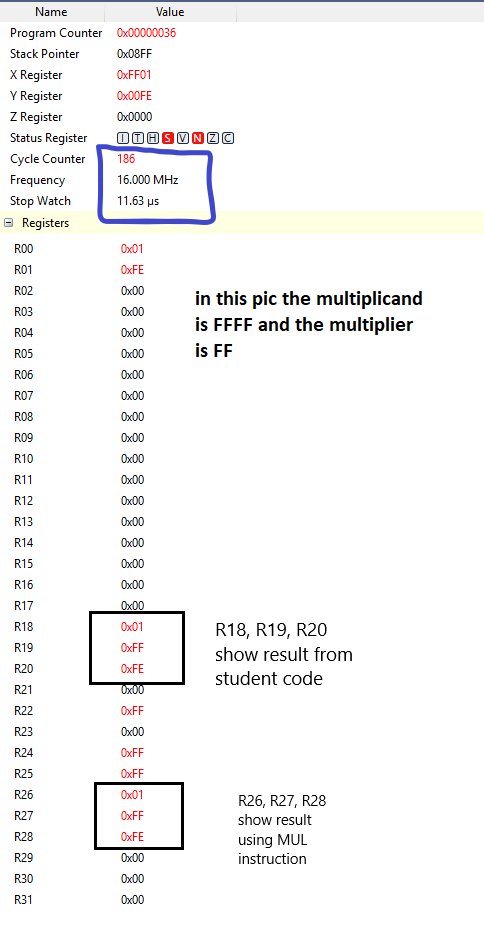 Name Value
Program Counter 0x00000036
Stack Pointer 0x08FF
X Register 0xFF01
Y Register 0x00FE
Z Register 0x0000
Status Register I T H S V N Z C
Cycle Counter 186
Frequency 16.000 MHz
Stop Watch 11.63 µs
Registers
R00 0x01
R01 0xFE
R02 0x00
R03 0x00
R04 0x00
R05 0x00
R06 0x00
R07 0x00
R08 0x00
R09 0x00
R10 0x00
R11 0x00
R12 0x00
R13 0x00
R14 0x00
R15 0x00
R16 0x00
R17 0x00
R18 0x01
R19 0xFF
R20 0xFE
R21 0x00
R22 0xFF
R23 0x00
R24 0xFF
R25 0xFF
R26 0x01
R27 0xFF
R28 0xFE
R29 0x00
R30 0x00
R31 0x00
in this pic the multiplicand
is FFFF and the multiplier
is FF
R18, R19, R20
show result from
student code
R26, R27, R28
show result
using MUL
instruction